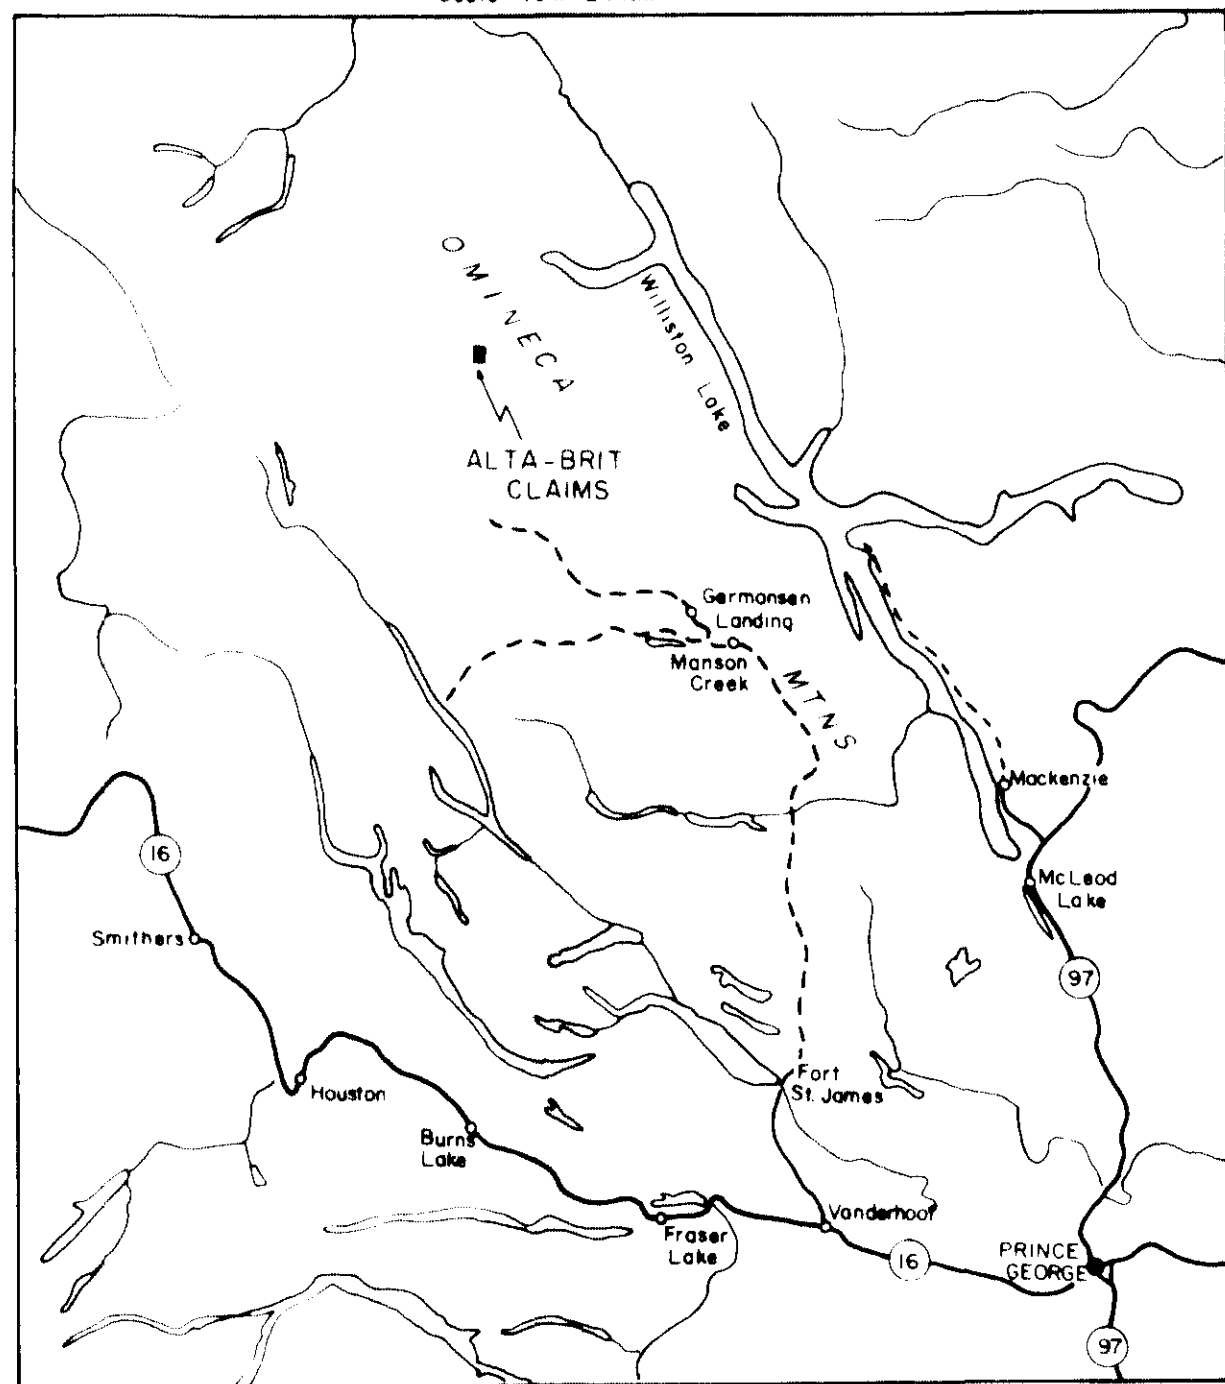 OMINECA
Williston Lake
ALTA-BRIT
CLAIMS
Germansen
Landing
Manson
Creek
MTNS
Mackenzie
16
McLeod
Lake
Smithers
97
Fort
St. James
Houston
Burns
Lake
Vanderhoof
Fraser
Lake
16
PRINCE
GEORGE
97